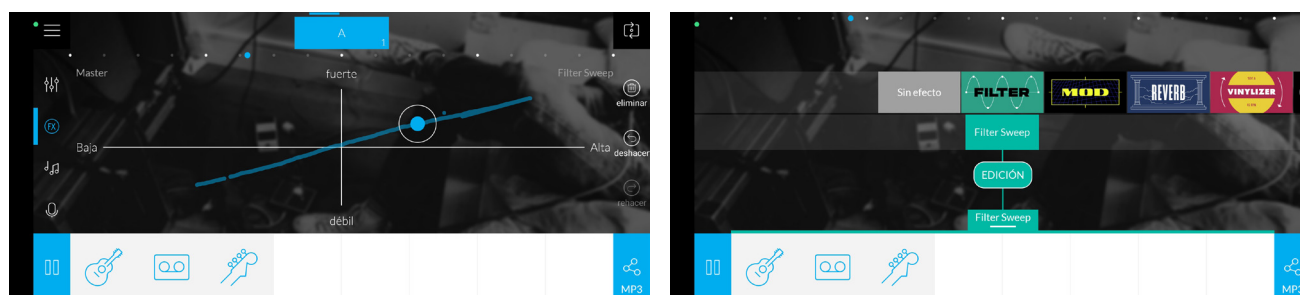 A
1
Master
fuerte
Filter Sweep
eliminar
FX
Baja
Alta
deshacer
rehacer
débil
MP3
Sin efecto
FILTER
MOD
REVERB
VINYLIZER
Filter Sweep
EDICIÓN
Filter Sweep
MP3